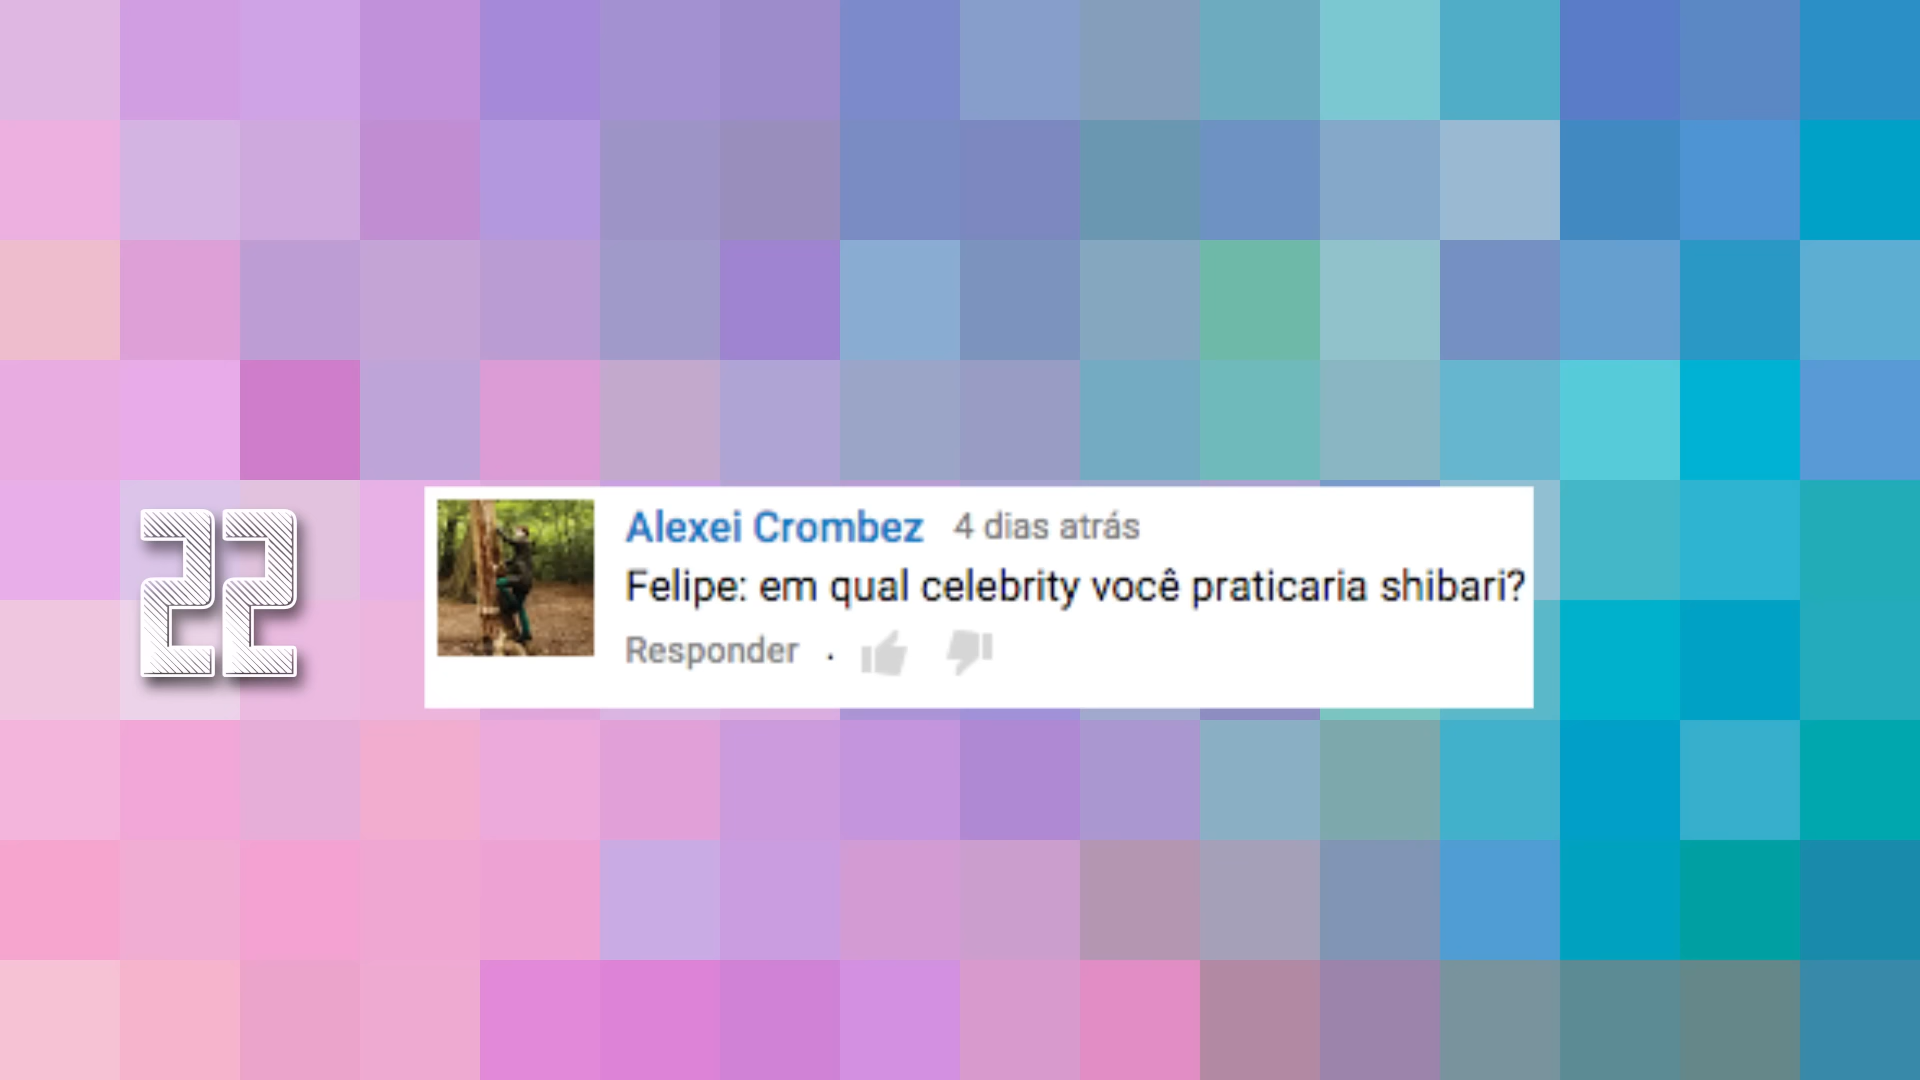 22
Alexei Crombez 4 dias atrás
Felipe: em qual celebrity você praticaria shibari?
Responder .